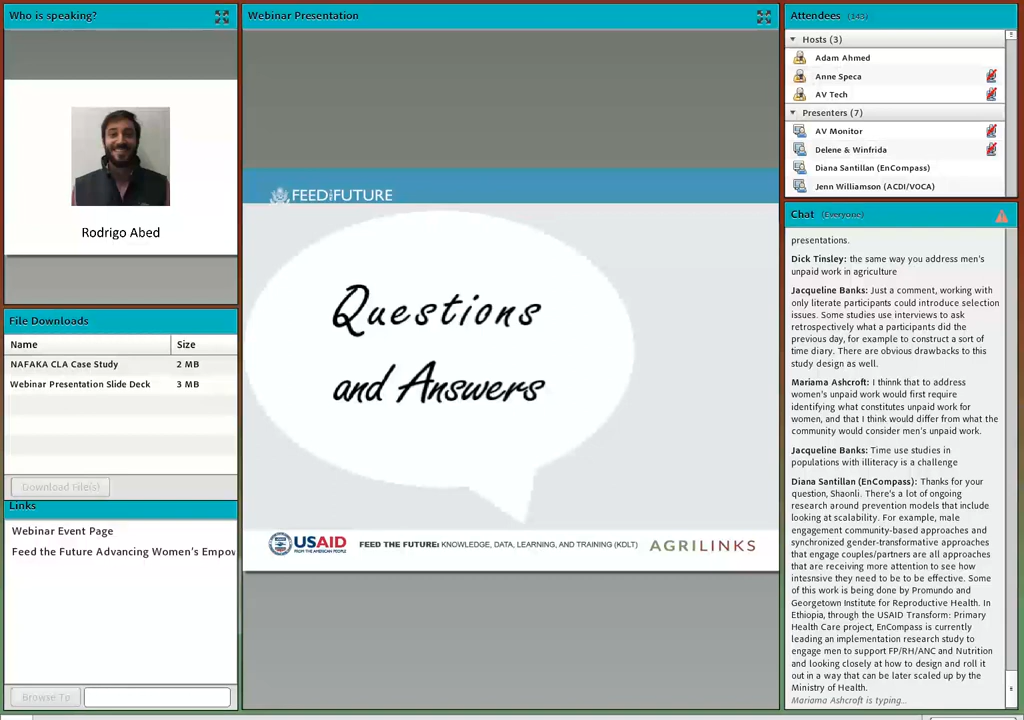 Who is speaking?
Rodrigo Abed
File Downloads
Name Size
NAFAKA CLA Case Study 2 MB
Webinar Presentation Slide Deck 3 MB
Download File(s)
Links
Webinar Event Page
Feed the Future Advancing Women's Empov
Browse To
Webinar Presentation
FEED THE FUTURE
Questions
and Answers
USAID
FROM THE AMERICAN PEOPLE
FEED THE FUTURE: KNOWLEDGE, DATA, LEARNING, AND TRAINING (KDLT)
AGRILINKS
Attendees (143)
Hosts (3)
Adam Ahmed
Anne Speca
AV Tech
Presenters (7)
AV Monitor
Delene & Winfrida
Diana Santillan (EnCompass)
Jenn Williamson (ACDI/VOCA)
Chat (Everyone)
presentations.
Dick Tinsley: the same way you address men's
unpaid work in agriculture
Jacqueline Banks: Just a comment, working with
only literate participants could introduce selection
issues. Some studies use interviews to ask
retrospectively what a participants did the
previous day, for example to construct a sort of
time diary. There are obvious drawbacks to this
study design as well.
Mariama Ashcroft: I thinnk that to address
women's unpaid work would first require
identifying what constitutes unpaid work for
women, and that I think would differ from what the
community would consider men's unpaid work.
Jacqueline Banks: Time use studies in
populations with illiteracy is a challenge
Diana Santillan (EnCompass): Thanks for your
question, Shaonli. There's a lot of ongoing
research around prevention models that include
looking at scalability. For example, male
engagement community-based approaches and
synchronized gender-transformative approaches
that engage couples/partners are all approaches
that are receiving more attention to see how
intesnsive they need to be to be effective. Some
of this work is being done by Promundo and
Georgetown Institute for Reproductive Health. In
Ethiopia, through the USAID Transform: Primary
Health Care project, EnCompass is currently
leading an implementation research study to
engage men to support FP/RH/ANC and Nutrition
and looking closely at how to design and roll it
out in a way that can be later scaled up by the
Ministry of Health.
Mariama Ashcroft is typing...